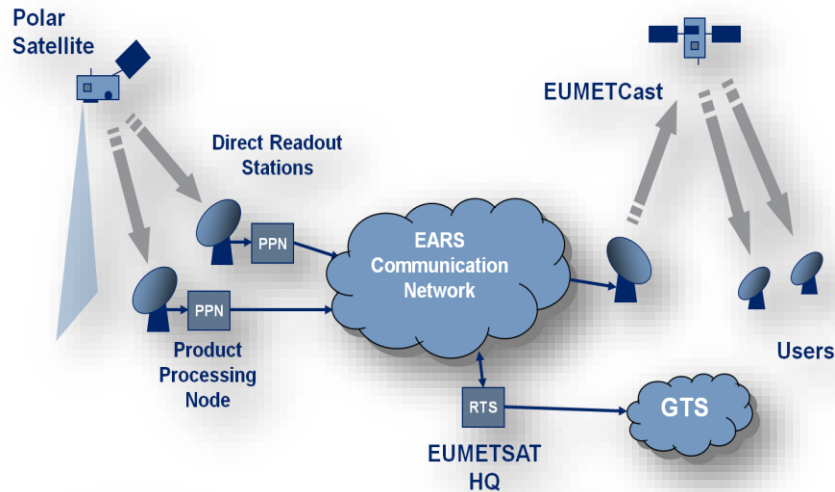 Polar
Satellite
EUMETCast
Direct Readout
Stations
PPN
EARS
Communication
Network
PPN
Product
Processing
Node
Users
RTS
GTS
EUMETSAT
HQ